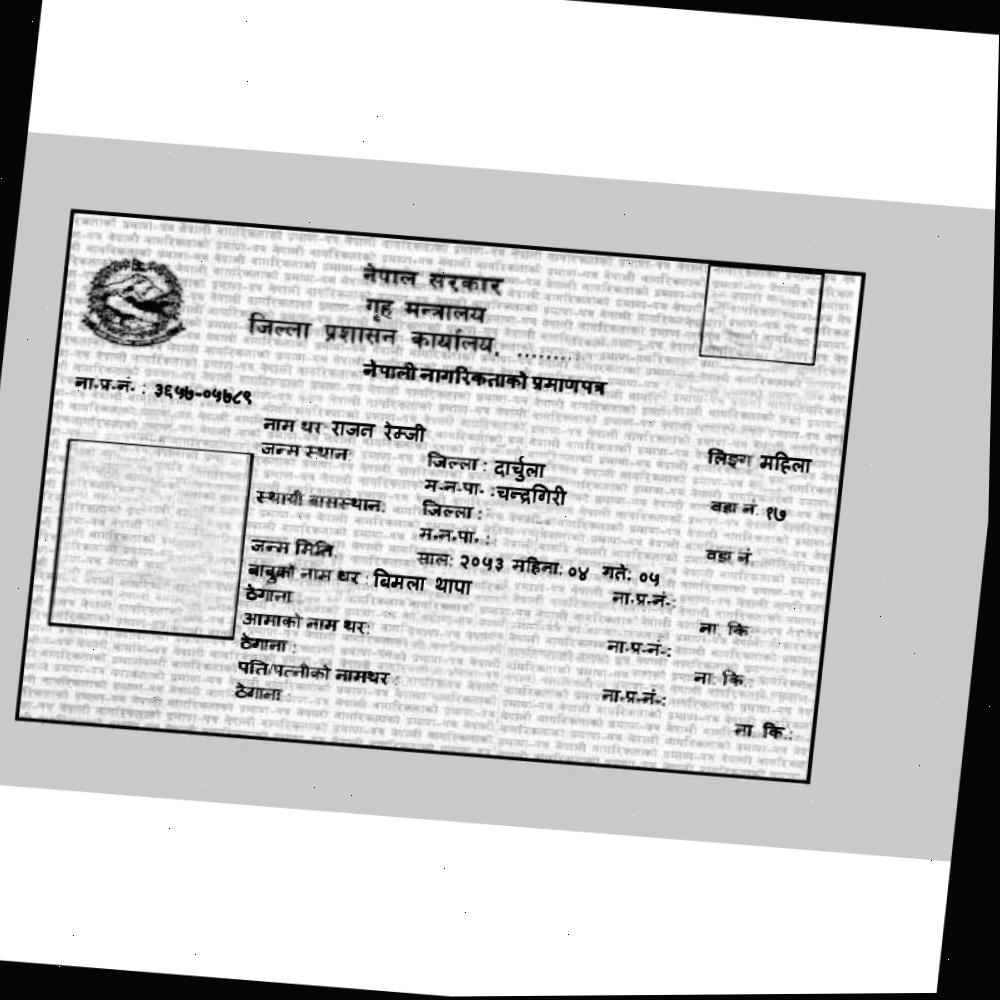 नेपाल सरकार
गृह मन्त्रालय
जिल्ला प्रशासन कार्यालय, .........
नेपाली नागरिकताको प्रमाणपत्र
ना.प्र.नं. : ३६५७-०५७८९
नाम थर: राजन रेम्जी लिङ्ग महिला
जन्म स्थान: जिल्ला : दार्चुला
म.न.पा. : चन्द्रगिरी वडा नं. १७
स्थायी बासस्थान: जिल्ला :
म.न.पा. : वडा नं.
जन्म मिति साल: २०५३ महिना: ०४ गते: ०५
बाबुको नाम थर : बिमला थापा ना.प्र.नं.:
ठेगाना : ना. कि.
आमाको नाम थर: ना.प्र.नं.:
ठेगाना : ना. कि.:
पति/पत्नीको नामथर : ना.प्र.नं.:
ठेगाना : ना. कि.: